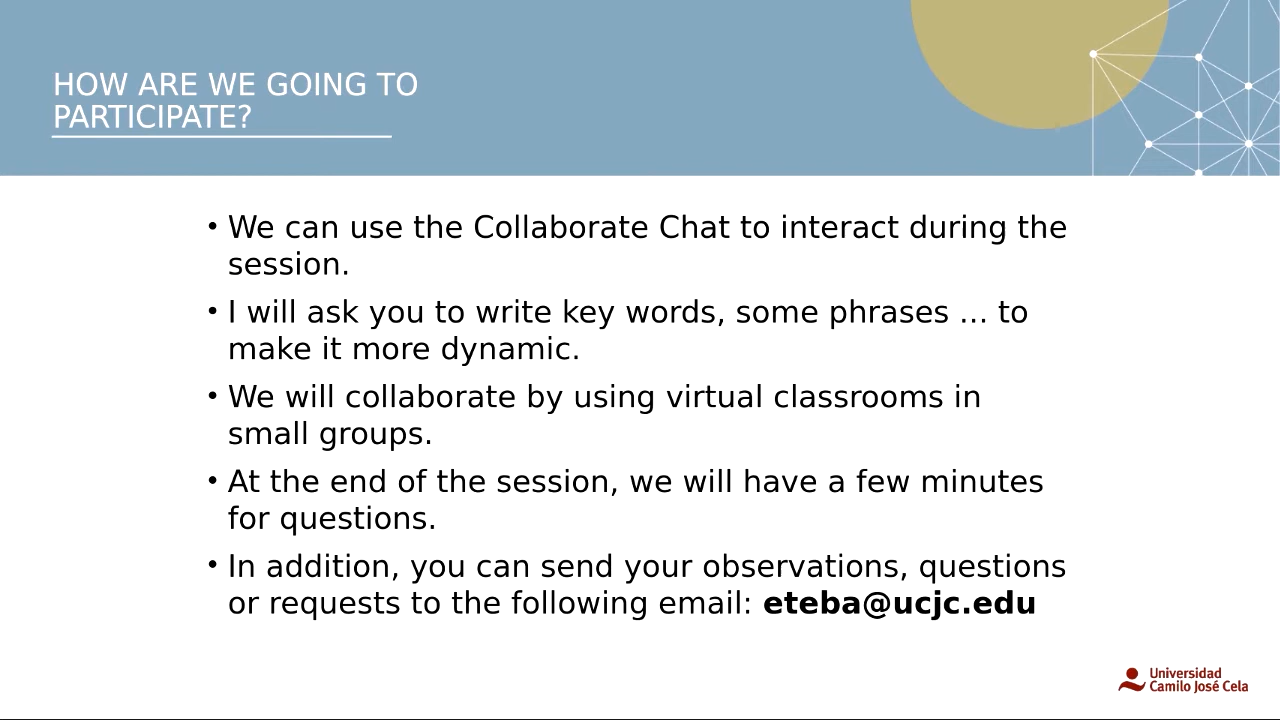 HOW ARE WE GOING TO
PARTICIPATE?
• We can use the Collaborate Chat to interact during the
session.
• I will ask you to write key words, some phrases … to
make it more dynamic.
• We will collaborate by using virtual classrooms in
small groups.
• At the end of the session, we will have a few minutes
for questions.
• In addition, you can send your observations, questions
or requests to the following email: eteba@ucjc.edu
Universidad
Camilo José Cela